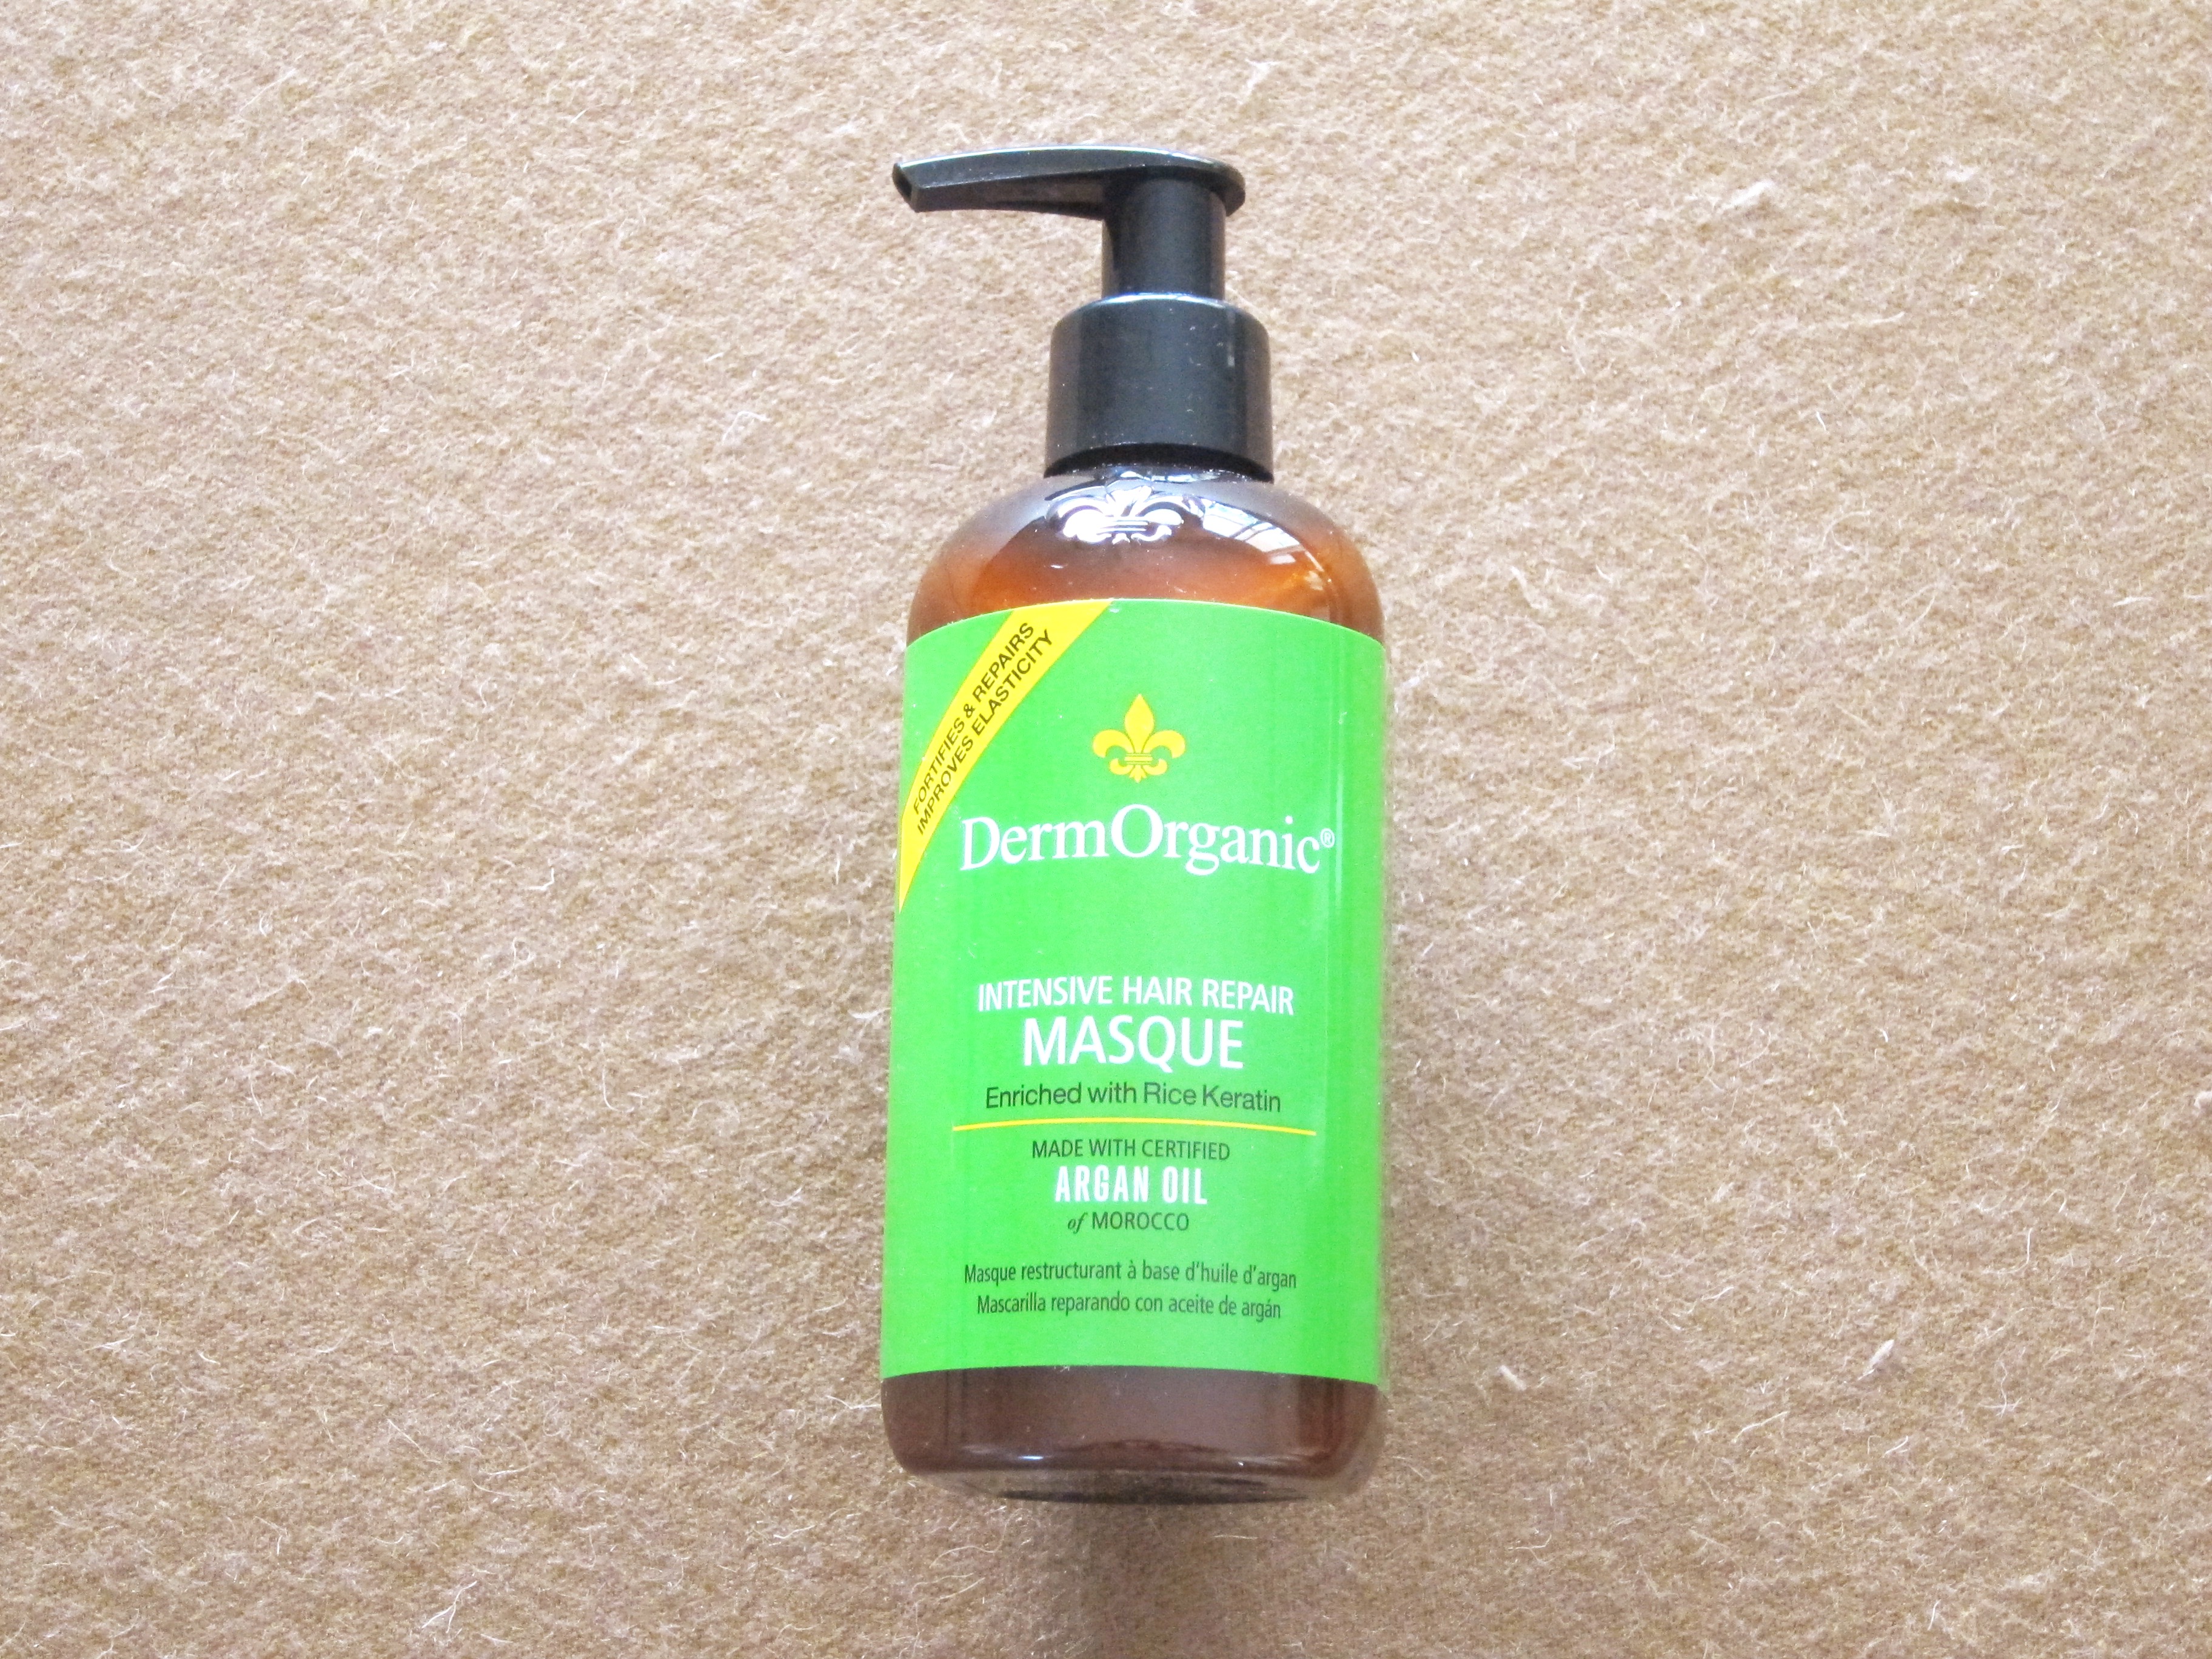 FORTIFIES & REPAIRS
IMPROVES ELASTICITY
DermOrganic®
INTENSIVE HAIR REPAIR
MASQUE
Enriched with Rice Keratin
MADE WITH CERTIFIED
ARGAN OIL
of MOROCCO
Masque restructurant à base d'huile d'argan
Mascarilla reparando con aceite de argán